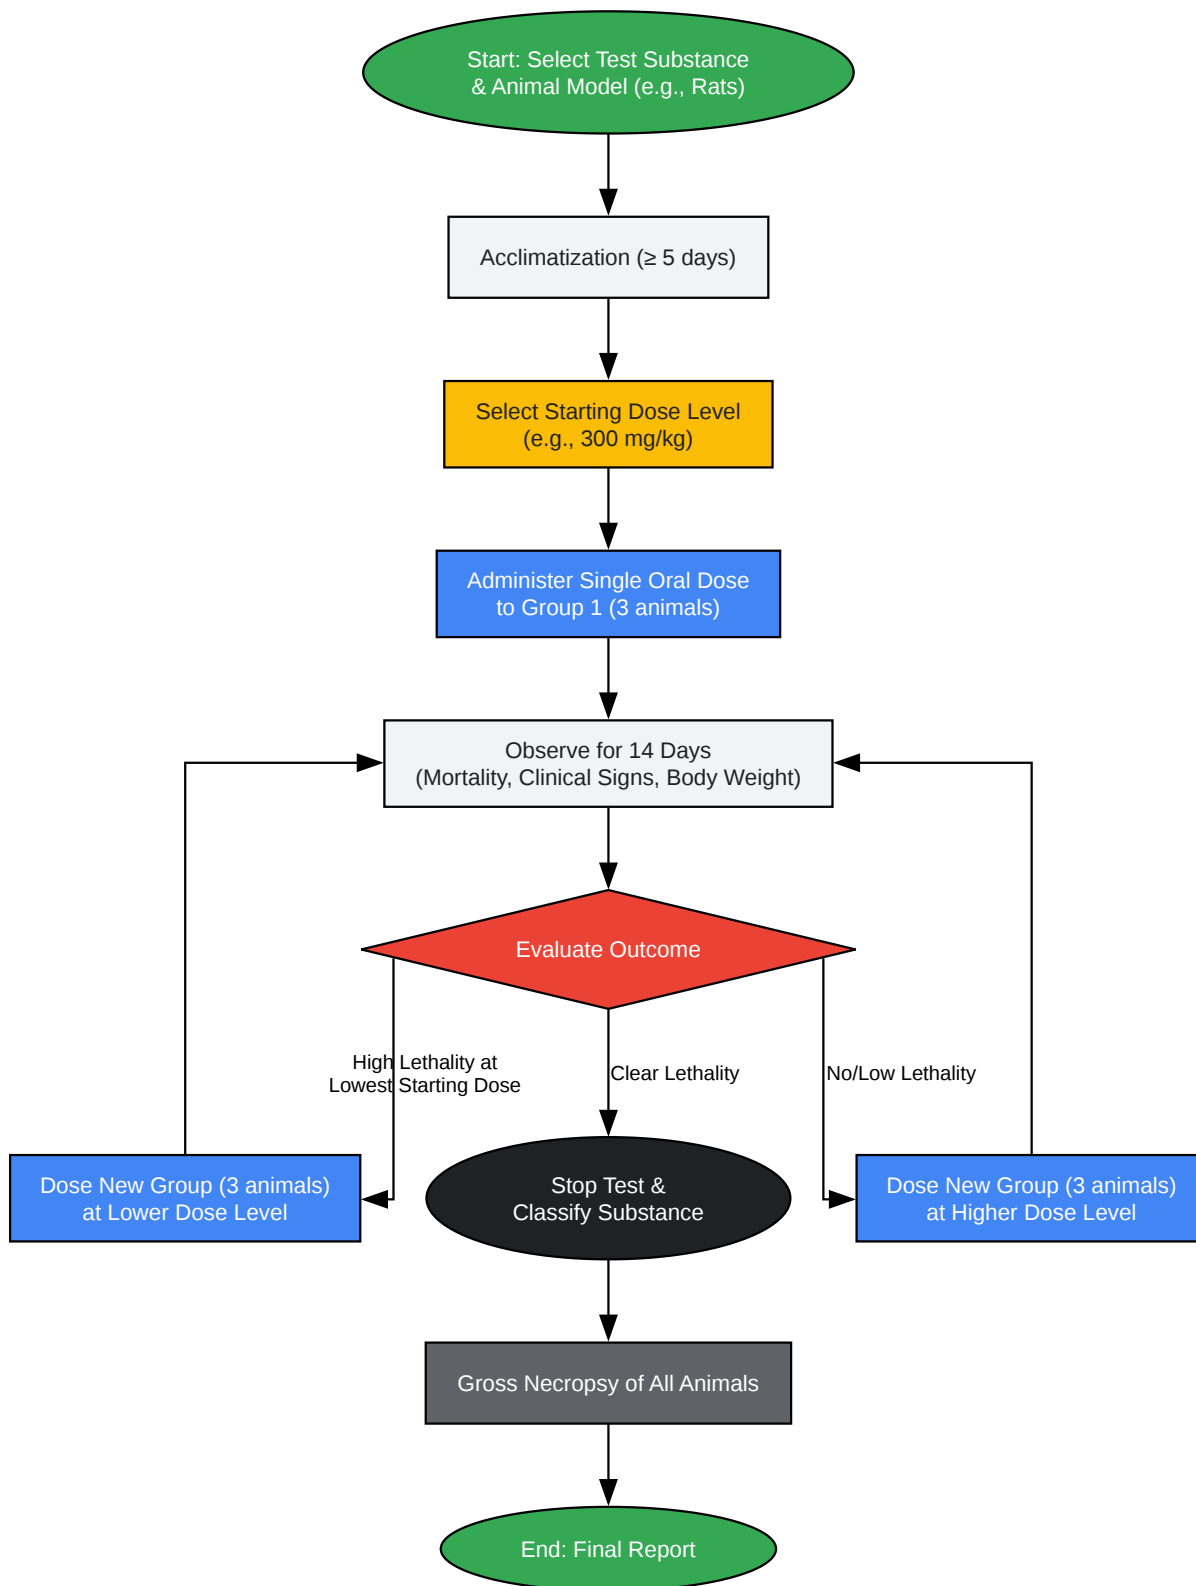 Start: Select Test Substance
& Animal Model (e.g., Rats)
Acclimatization (≥ 5 days)
Select Starting Dose Level
(e.g., 300 mg/kg)
Administer Single Oral Dose
to Group 1 (3 animals)
Observe for 14 Days
(Mortality, Clinical Signs, Body Weight)
Evaluate Outcome
High Lethality at
Lowest Starting Dose
Clear Lethality
No/Low Lethality
Dose New Group (3 animals)
at Lower Dose Level
Stop Test &
Classify Substance
Dose New Group (3 animals)
at Higher Dose Level
Gross Necropsy of All Animals
End: Final Report